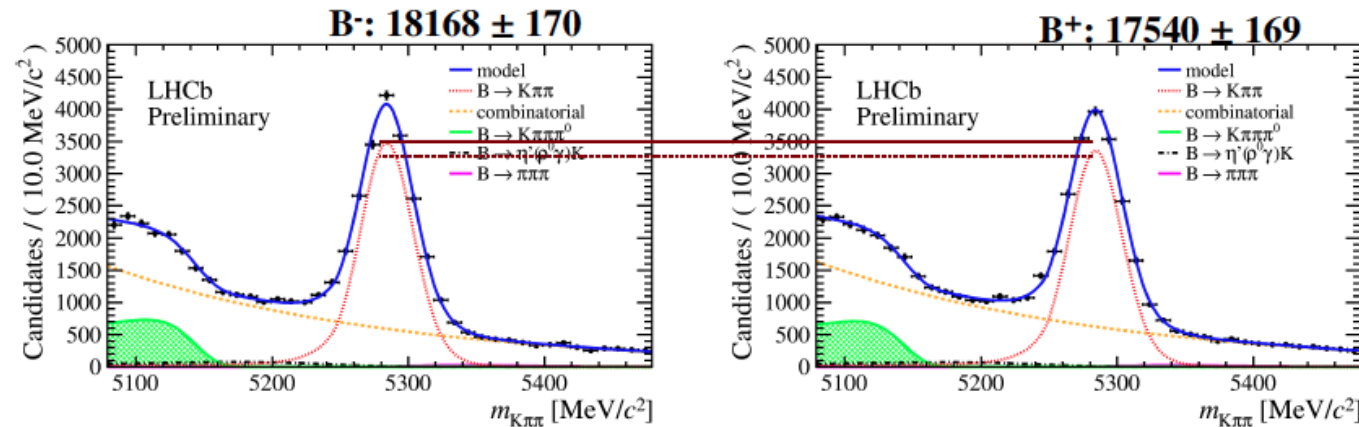 B⁻: 18168 ± 170
B⁺: 17540 ± 169
Candidates / ( 10.0 MeV/c²)
5000
4500
4000
3500
3000
2500
2000
1500
1000
500
0
LHCb
Preliminary
model
B → Kππ
combinatorial
B → Kπππ⁰
B → η'(ρ⁰γ)K
B → πππ
5100
5200
5300
5400
m_Kππ [MeV/c²]
Candidates / ( 10.0 MeV/c²)
5000
4500
4000
3500
3000
2500
2000
1500
1000
500
0
LHCb
Preliminary
model
B → Kππ
combinatorial
B → Kπππ⁰
B → η'(ρ⁰γ)K
B → πππ
5100
5200
5300
5400
m_Kππ [MeV/c²]